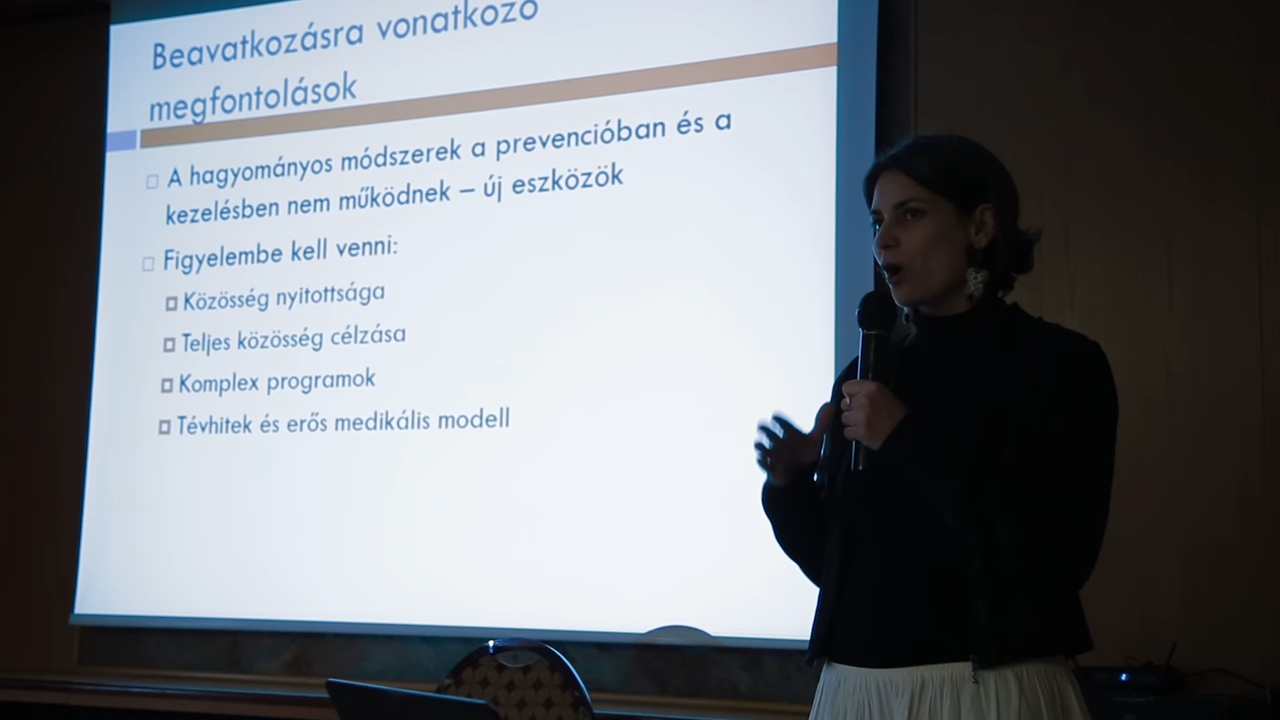 Beavatkozásra vonatkozó
megfontolások
A hagyományos módszerek a prevencióban és a
kezelésben nem működnek – új eszközök
Figyelembe kell venni:
Közösség nyitottsága
Teljes közösség célzása
Komplex programok
Tévhitek és erős medikális modell